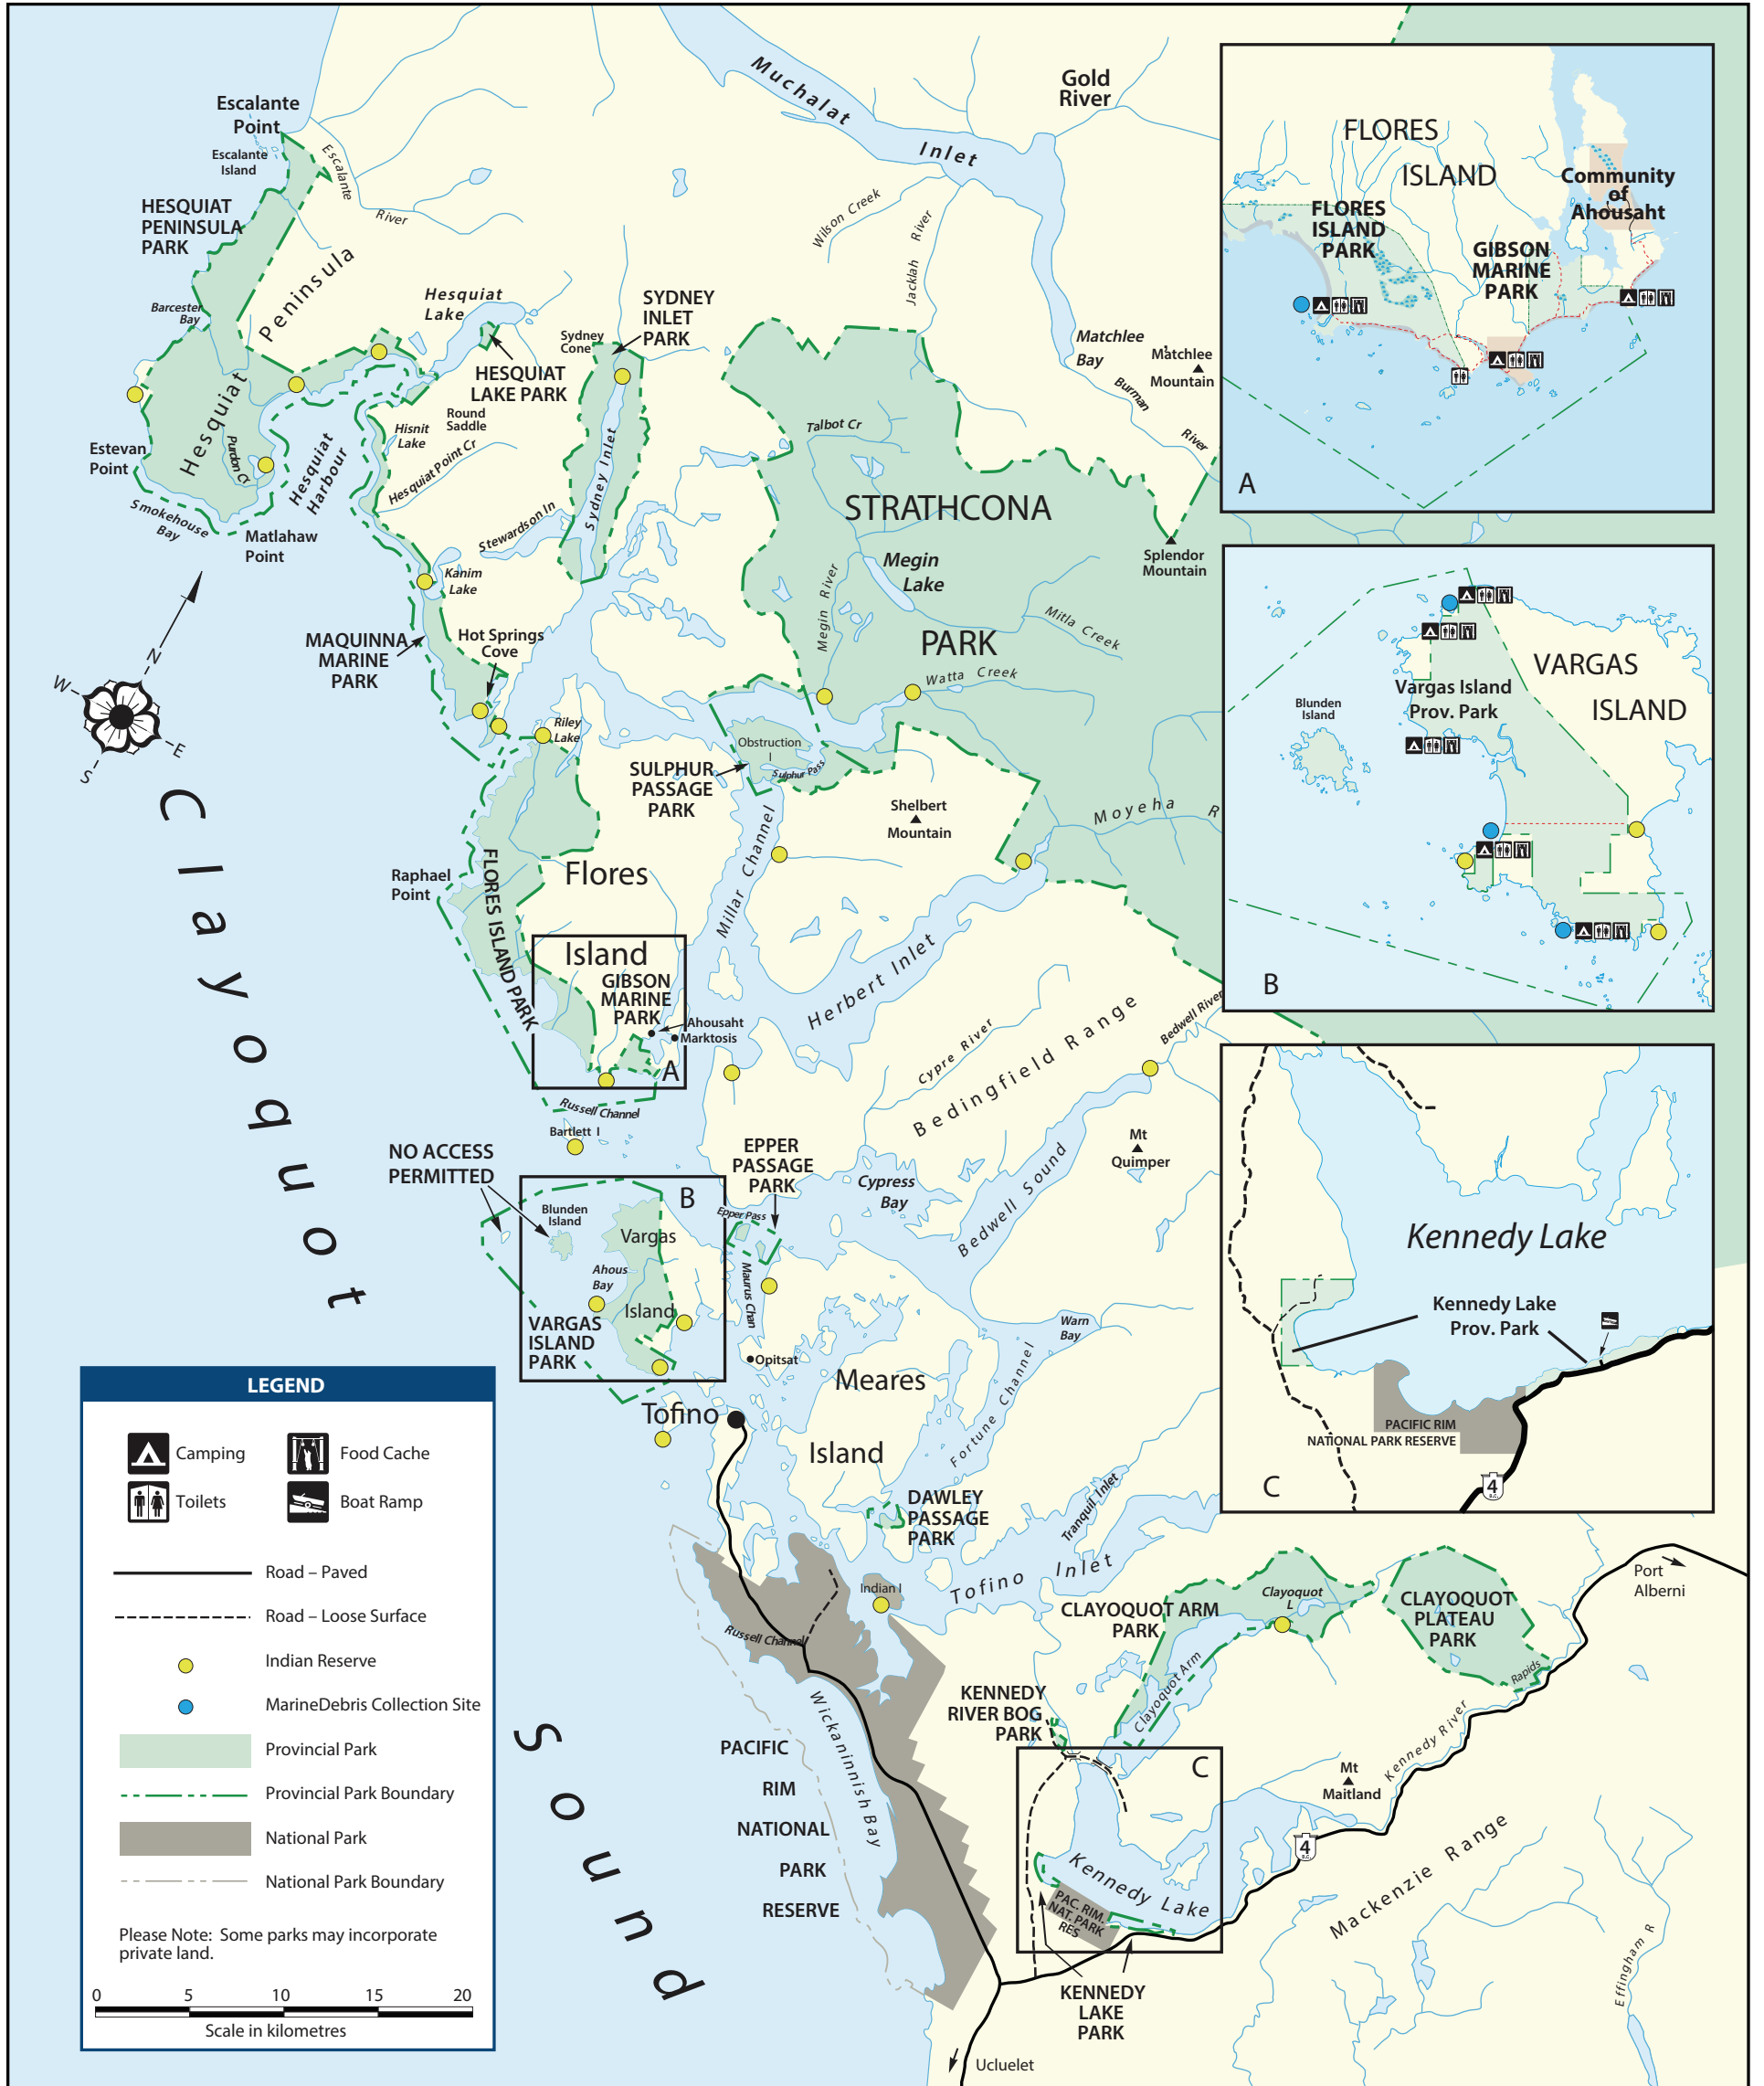 Muchalat
Inlet
Gold
River
Escalante
Point
Escalante
Island
Escalante
River
HESQUIAT
PENINSULA
PARK
Peninsula
Barcester
Bay
Hesquiat
Lake
HESQUIAT
LAKE PARK
Sydney
Cone
SYDNEY
INLET
PARK
Wilson Creek
Jacklah River
Matchlee
Bay
Matchlee
Mountain
Burman
River
Hesquiat
Purdon Cr
Estevan
Point
Smokehouse
Bay
Matlahaw
Point
Hesquiat
Harbour
Round
Saddle
Hisnit
Lake
Hesquiat Point Cr
Stewardson In
Sydney Inlet
Talbot Cr
STRATHCONA
PARK
Megin
Lake
Megin River
Mitla Creek
Watta Creek
Splendor
Mountain
Kanim
Lake
MAQUINNA
MARINE
PARK
Hot Springs
Cove
Riley
Lake
N
W
E
S
Obstruction
I
Sulphur Pass
SULPHUR
PASSAGE
PARK
Shelbert
Mountain
Moyeha R
Millar Channel
Raphael
Point
FLORES ISLAND PARK
Flores
Island
GIBSON
MARINE
PARK
Ahousaht
Marktosis
A
Herbert Inlet
Cypre River
Bedingfield Range
Bedwell River
Russell Channel
Bartlett I
NO ACCESS
PERMITTED
EPPER
PASSAGE
PARK
Epper Pass
Cypress
Bay
Bedwell Sound
Mt
Quimper
B
Blunden
Island
Vargas
Island
Ahous
Bay
VARGAS
ISLAND
PARK
Maurus Chan
Opitsat
Tofino
Meares
Island
Warn
Bay
Fortune Channel
DAWLEY
PASSAGE
PARK
Tranquil Inlet
Tofino Inlet
Indian I
Russell Channel
Wickaninnish Bay
PACIFIC
RIM
NATIONAL
PARK
RESERVE
Clayoquot
Sound
CLAYOQUOT ARM
PARK
Clayoquot
L
Clayoquot Arm
CLAYOQUOT
PLATEAU
PARK
Rapids
Port
Alberni
KENNEDY
RIVER BOG
PARK
C
Kennedy River
Mt
Maitland
4
B.C.
Mackenzie Range
Kennedy Lake
PAC. RIM.
NAT. PARK
RES
KENNEDY
LAKE
PARK
Effingham R
Ucluelet
FLORES
ISLAND
FLORES
ISLAND
PARK
GIBSON
MARINE
PARK
Community
of
Ahousaht
A
VARGAS
ISLAND
Vargas Island
Prov. Park
Blunden
Island
B
Kennedy Lake
Kennedy Lake
Prov. Park
PACIFIC RIM
NATIONAL PARK RESERVE
4
B.C.
C
LEGEND
Camping
Food Cache
Toilets
Boat Ramp
Road – Paved
Road – Loose Surface
Indian Reserve
MarineDebris Collection Site
Provincial Park
Provincial Park Boundary
National Park
National Park Boundary
Please Note: Some parks may incorporate
private land.
0 5 10 15 20
Scale in kilometres